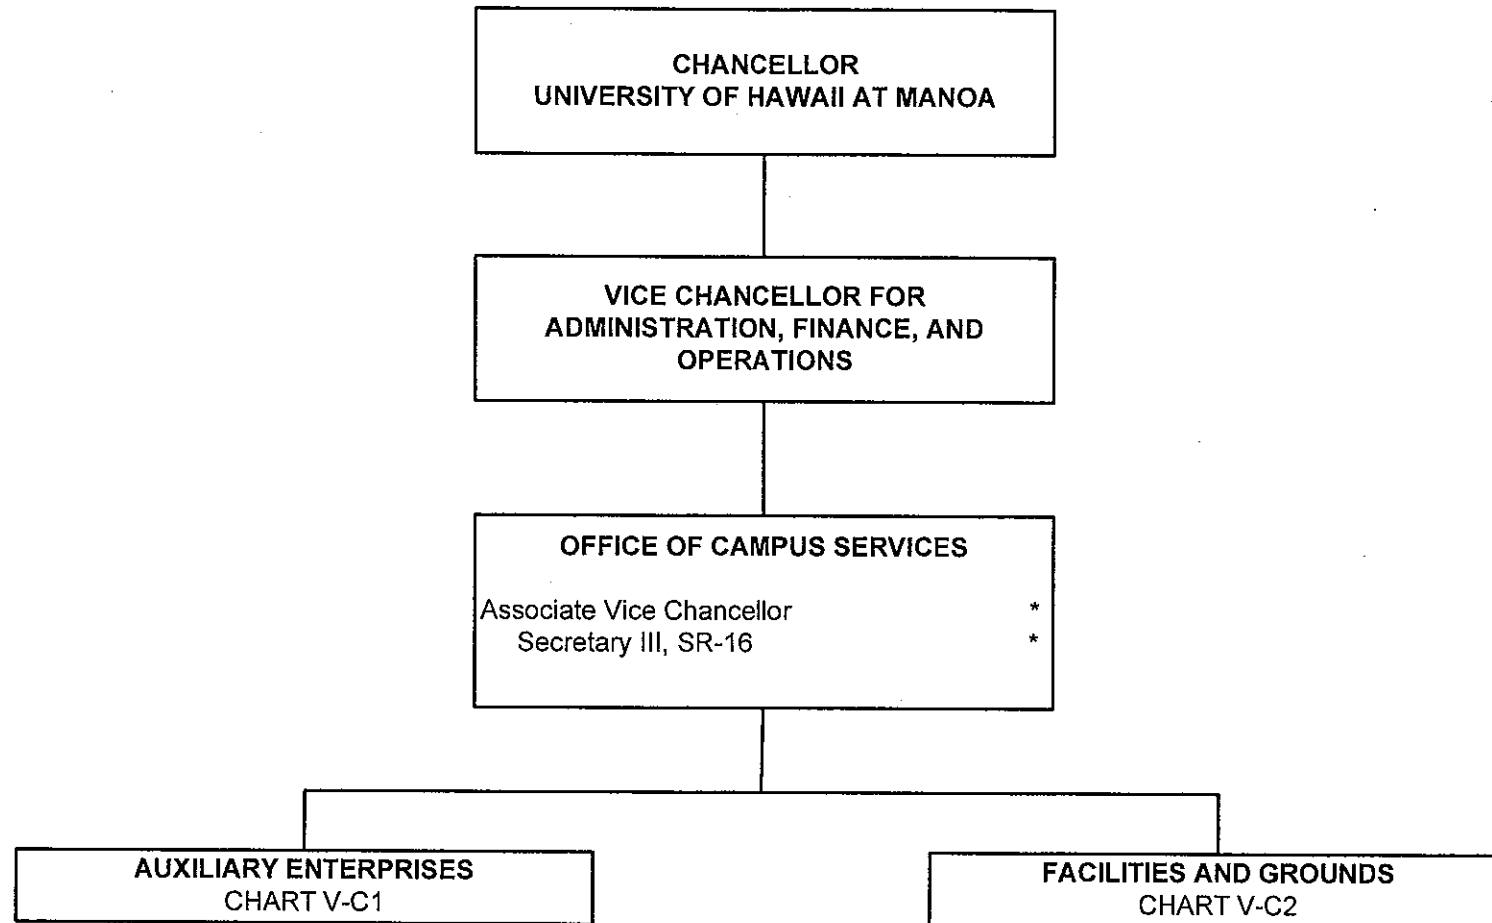 CHANCELLOR
UNIVERSITY OF HAWAII AT MANOA
VICE CHANCELLOR FOR
ADMINISTRATION, FINANCE, AND
OPERATIONS
OFFICE OF CAMPUS SERVICES
Associate Vice Chancellor *
Secretary III, SR-16 *
AUXILIARY ENTERPRISES
CHART V-C1
FACILITIES AND GROUNDS
CHART V-C2